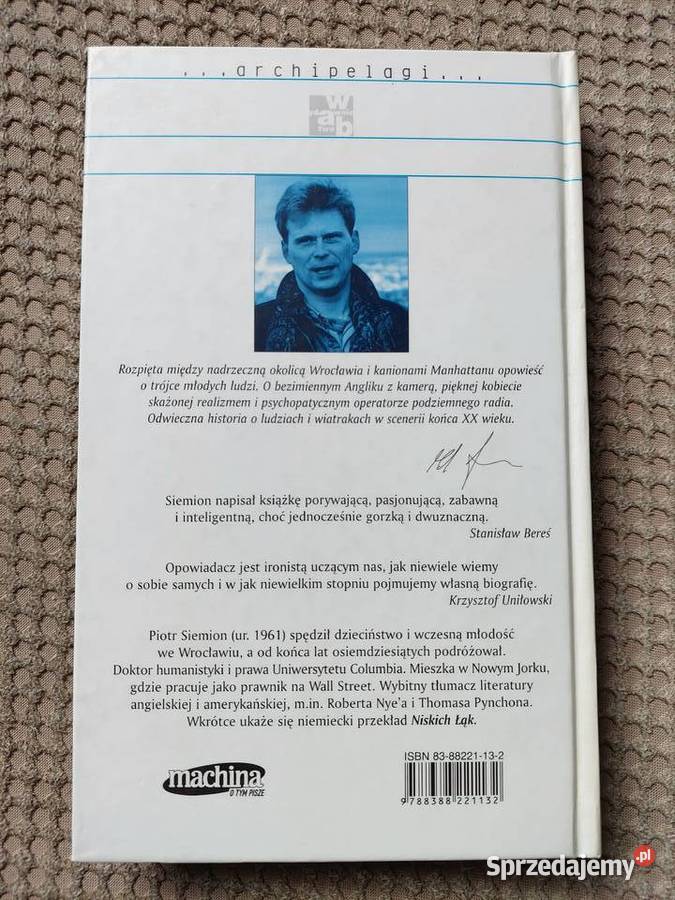 ...archipelagi...
w
a b
Rozpięta między nadrzeczną okolicą Wrocławia i kanionami Manhattanu opowieść
o trójce młodych ludzi. O bezimiennym Angliku z kamerą, pięknej kobiecie
skażonej realizmem i psychopatycznym operatorze podziemnego radia.
Odwieczna historia o ludziach i wiatrakach w scenerii końca XX wieku.
Siemion napisał książkę porywającą, pasjonującą, zabawną
i inteligentną, choć jednocześnie gorzką i dwuznaczną.
Stanisław Bereś
Opowiadacz jest ironistą uczącym nas, jak niewiele wiemy
o sobie samych i w jak niewielkim stopniu pojmujemy własną biografię.
Krzysztof Uniłowski
Piotr Siemion (ur. 1961) spędził dzieciństwo i wczesną młodość
we Wrocławiu, a od końca lat osiemdziesiątych podróżował.
Doktor humanistyki i prawa Uniwersytetu Columbia. Mieszka w Nowym Jorku,
gdzie pracuje jako prawnik na Wall Street. Wybitny tłumacz literatury
angielskiej i amerykańskiej, m.in. Roberta Nye'a i Thomasa Pynchona.
Wkrótce ukaże się niemiecki przekład Niskich Łąk.
machina
O TYM PISZE
ISBN 83-88221-13-2
9 788388 221132
Sprzedajemy.pl